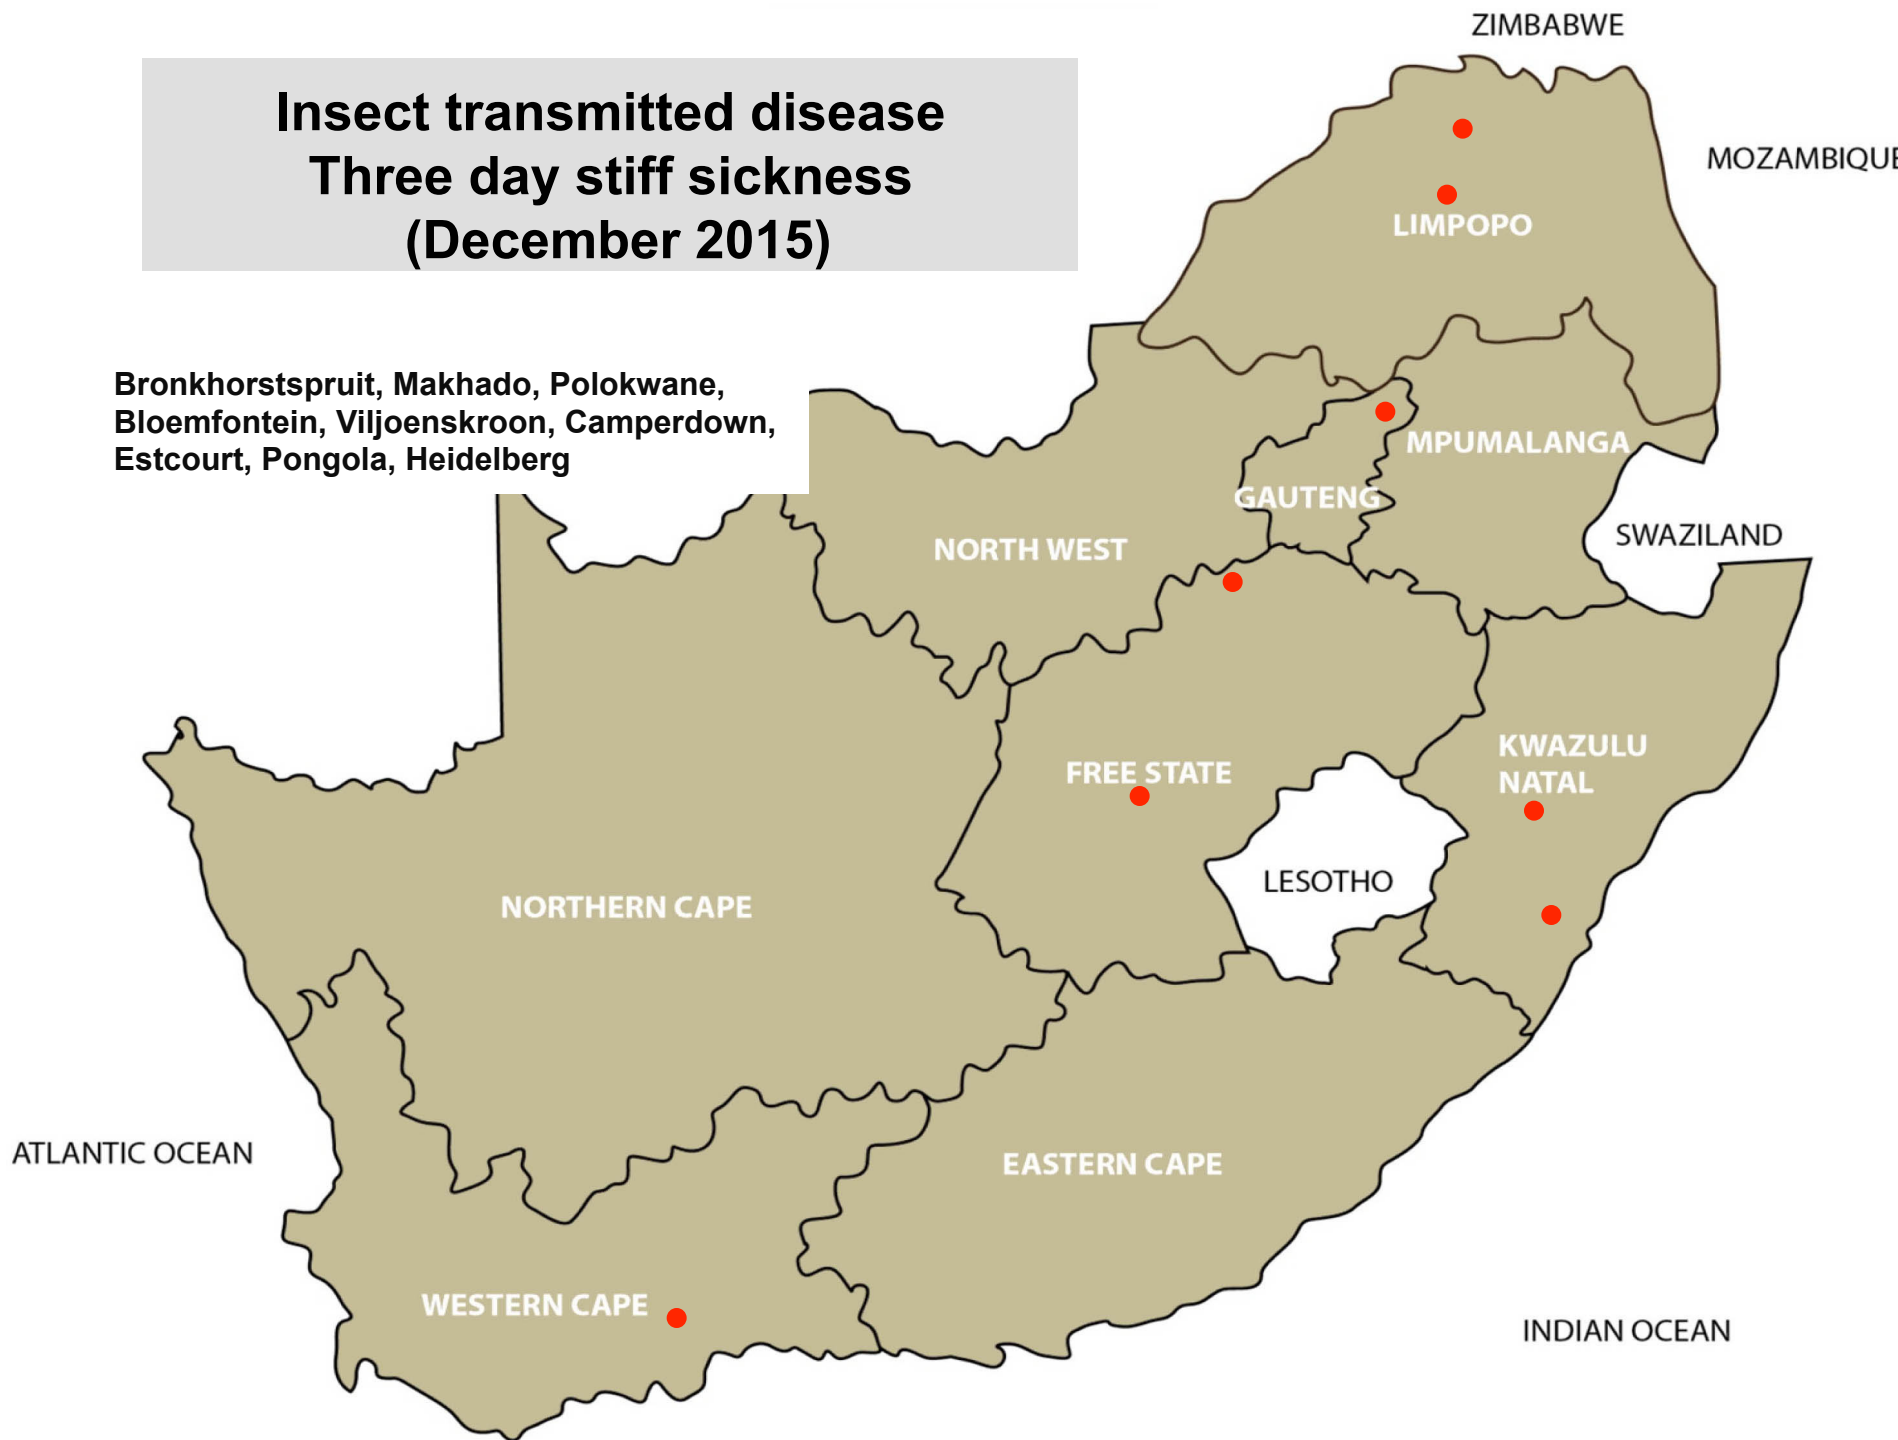 ZIMBABWE
Insect transmitted disease
Three day stiff sickness
(December 2015)
MOZAMBIQUE
LIMPOPO
Bronkhorstspruit, Makhado, Polokwane,
Bloemfontein, Viljoenskroon, Camperdown,
Estcourt, Pongola, Heidelberg
MPUMALANGA
GAUTENG
SWAZILAND
NORTH WEST
KWAZULU
NATAL
FREE STATE
LESOTHO
NORTHERN CAPE
ATLANTIC OCEAN
EASTERN CAPE
WESTERN CAPE
INDIAN OCEAN